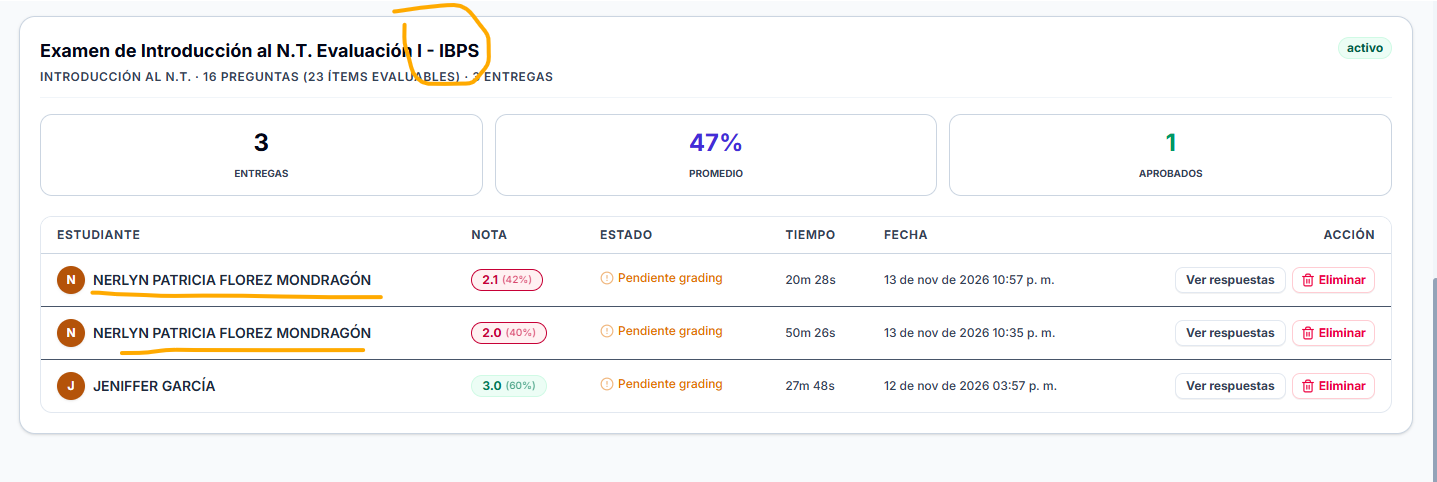 Examen de Introducción al N.T. Evaluación I - IBPS
activo
INTRODUCCIÓN AL N.T. · 16 PREGUNTAS (23 ÍTEMS EVALUABLES) · 3 ENTREGAS
3
ENTREGAS
47%
PROMEDIO
1
APROBADOS
ESTUDIANTE NOTA ESTADO TIEMPO FECHA ACCIÓN
N NERLYN PATRICIA FLOREZ MONDRAGÓN 2.1 (42%) Pendiente grading 20m 28s 13 de nov de 2026 10:57 p. m. Ver respuestas Eliminar
N NERLYN PATRICIA FLOREZ MONDRAGÓN 2.0 (40%) Pendiente grading 50m 26s 13 de nov de 2026 10:35 p. m. Ver respuestas Eliminar
J JENIFFER GARCÍA 3.0 (60%) Pendiente grading 27m 48s 12 de nov de 2026 03:57 p. m. Ver respuestas Eliminar